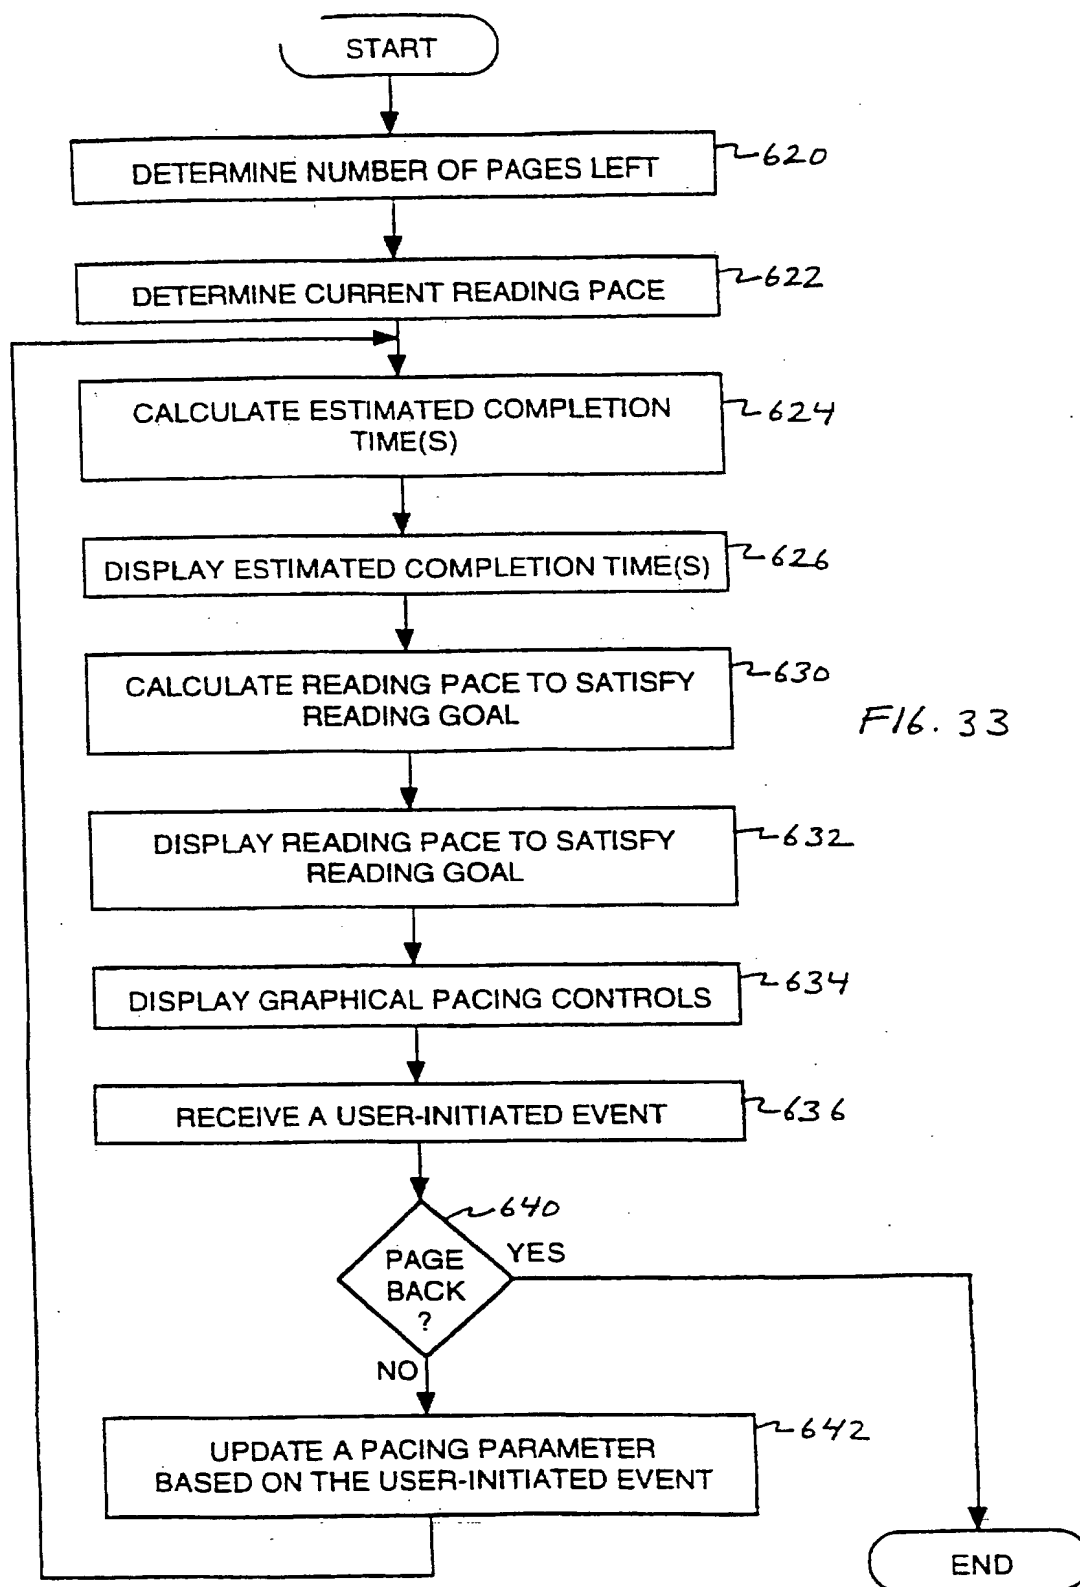 START
DETERMINE NUMBER OF PAGES LEFT
620
DETERMINE CURRENT READING PACE
622
CALCULATE ESTIMATED COMPLETION
TIME(S)
624
DISPLAY ESTIMATED COMPLETION TIME(S)
626
CALCULATE READING PACE TO SATISFY
READING GOAL
630
FIG. 33
DISPLAY READING PACE TO SATISFY
READING GOAL
632
DISPLAY GRAPHICAL PACING CONTROLS
634
RECEIVE A USER-INITIATED EVENT
636
640
PAGE
BACK
?
YES
NO
UPDATE A PACING PARAMETER
BASED ON THE USER-INITIATED EVENT
642
END